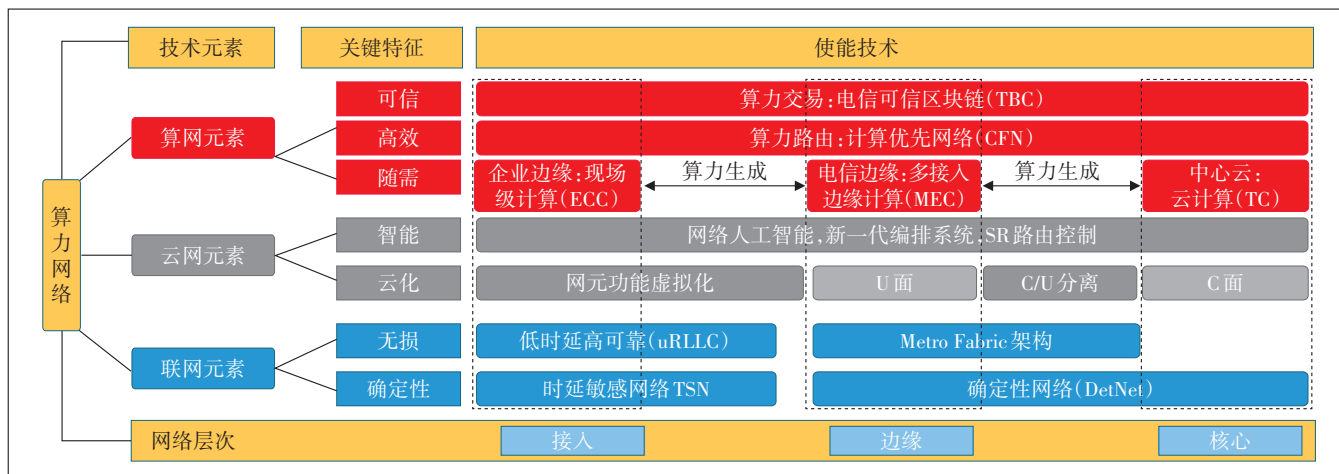 技术元素
关键特征
使能技术
算力网络
算网元素
可信
算力交易:电信可信区块链(TBC)
高效
算力路由:计算优先网络(CFN)
随需
企业边缘:现场
级计算(ECC)
算力生成
电信边缘:多接入
边缘计算(MEC)
算力生成
中心云:
云计算(TC)
云网元素
智能
网络人工智能,新一代编排系统,SR路由控制
云化
网元功能虚拟化
U面
C/U分离
C面
联网元素
无损
低时延高可靠(uRLLC)
Metro Fabric架构
确定性
时延敏感网络TSN
确定性网络(DetNet)
网络层次
接入
边缘
核心